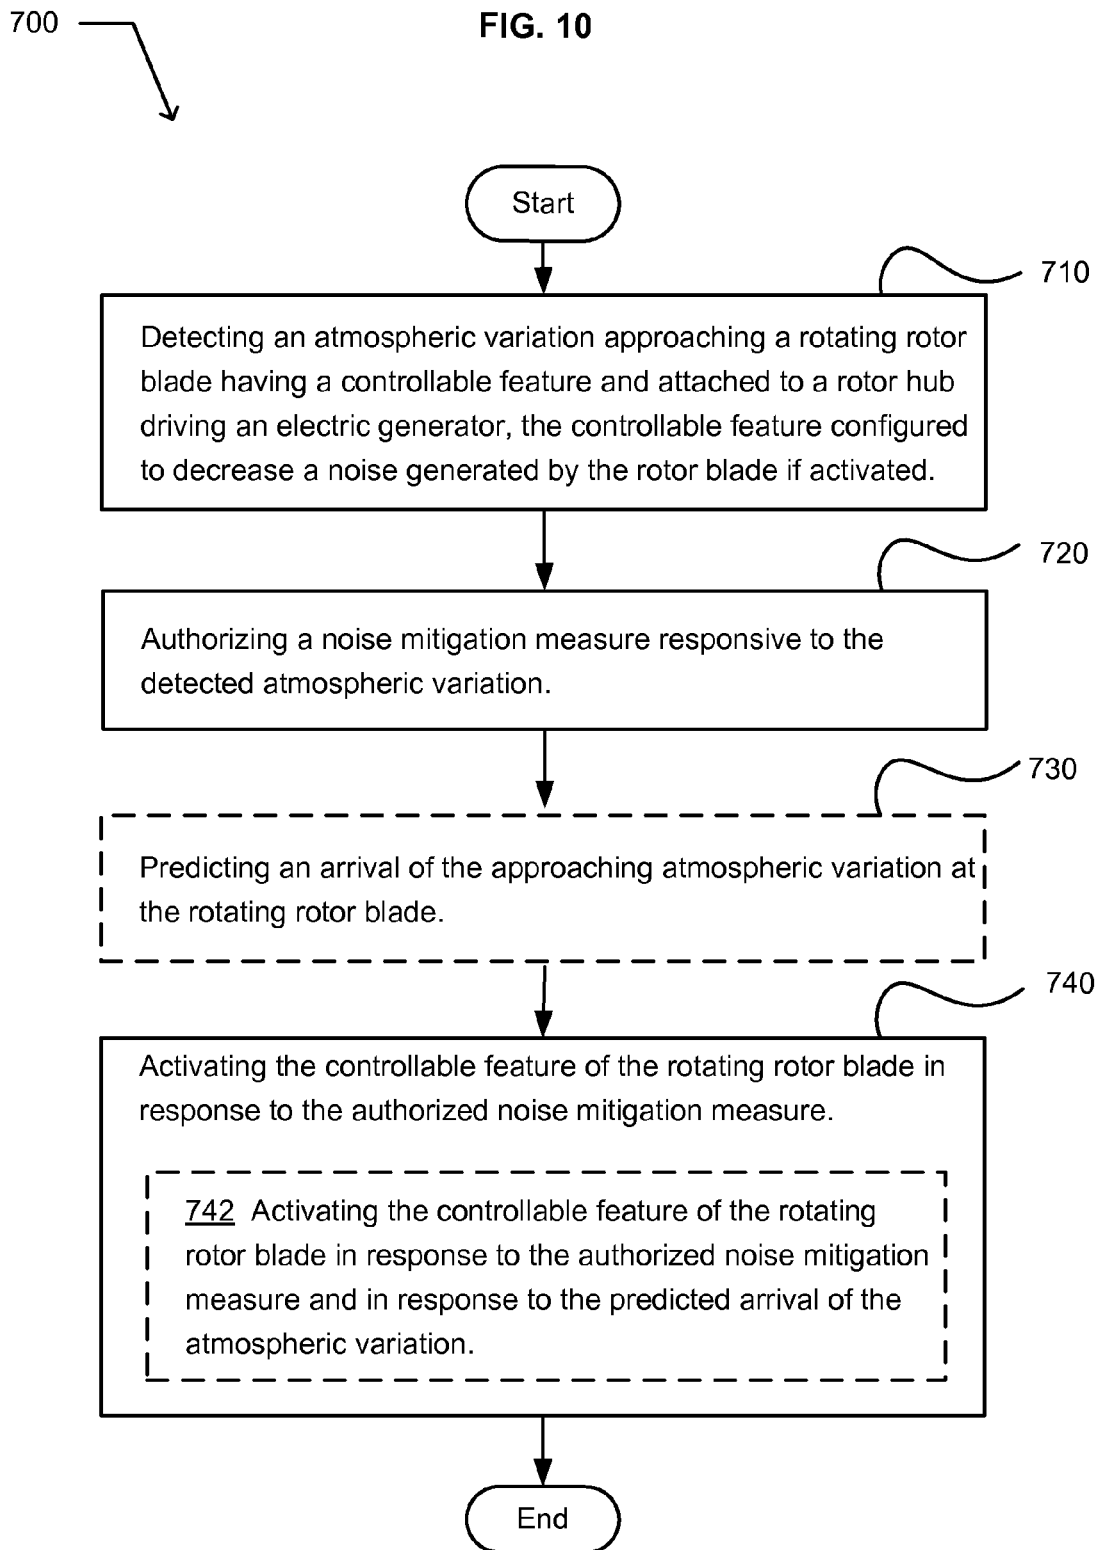 700
FIG. 10
Start
710
Detecting an atmospheric variation approaching a rotating rotor
blade having a controllable feature and attached to a rotor hub
driving an electric generator, the controllable feature configured
to decrease a noise generated by the rotor blade if activated.
720
Authorizing a noise mitigation measure responsive to the
detected atmospheric variation.
730
Predicting an arrival of the approaching atmospheric variation at
the rotating rotor blade.
740
Activating the controllable feature of the rotating rotor blade in
response to the authorized noise mitigation measure.
742 Activating the controllable feature of the rotating
rotor blade in response to the authorized noise mitigation
measure and in response to the predicted arrival of the
atmospheric variation.
End